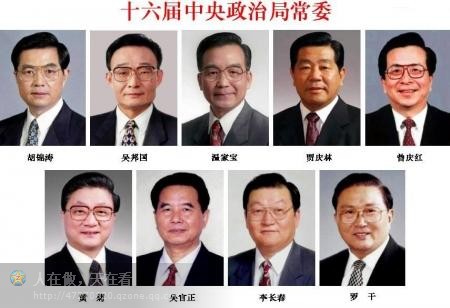 十六届中央政治局常委
胡锦涛 吴邦国 温家宝 贾庆林 曾庆红
黄 吴官正 李长春 罗 干
人在做,天在看